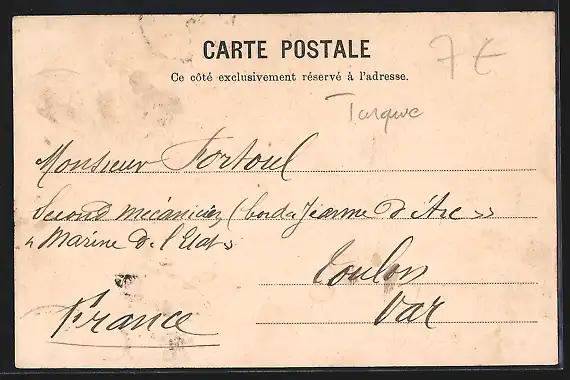 CARTE POSTALE
7 €
Ce côté exclusivement réservé à l'adresse.
Turquie
Monsieur Fortoul
Second mécanicien (bord Jeanne d'Arc »
« Marine de l'Etat »
Toulon
Var
France